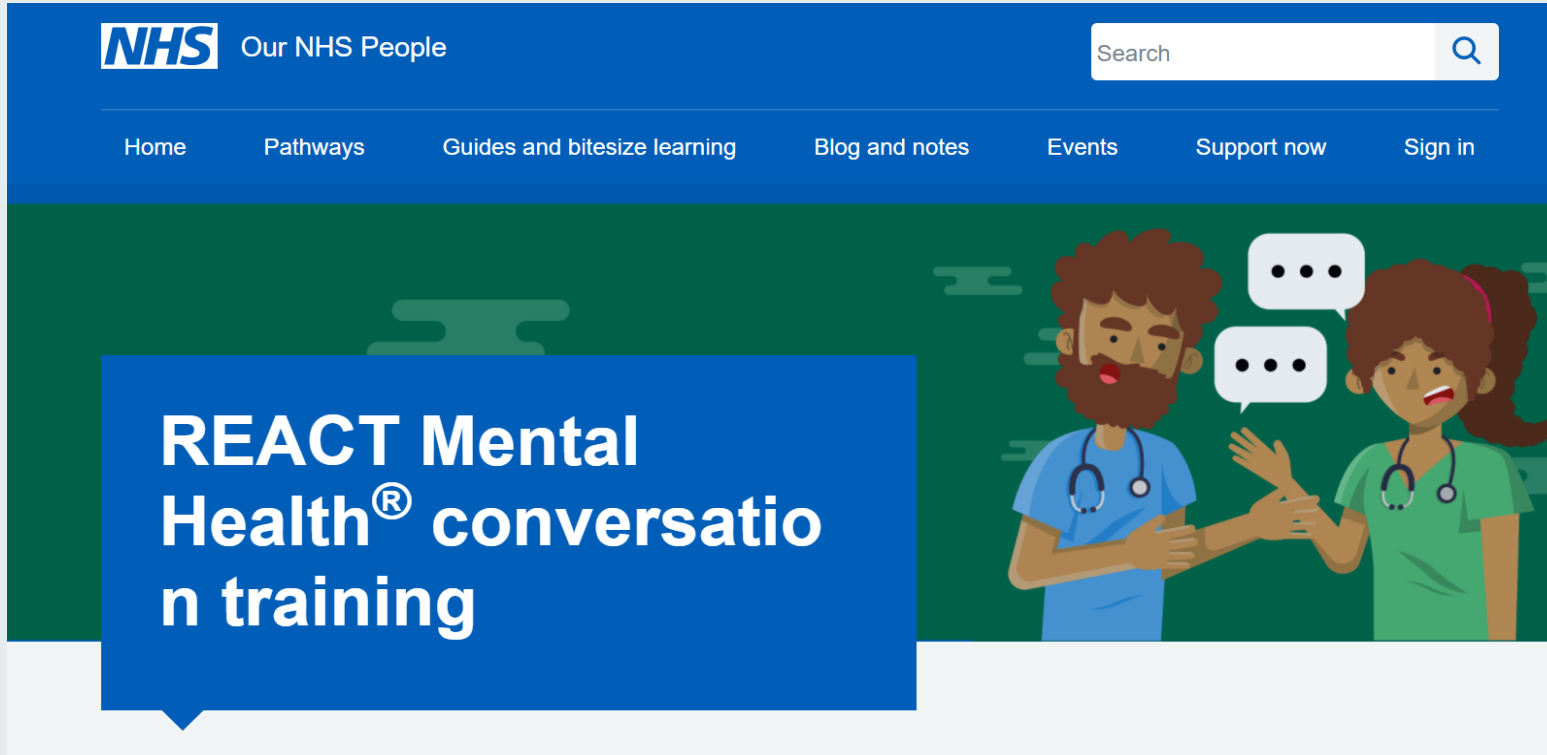 NHS Our NHS People
Search
Home Pathways Guides and bitesize learning Blog and notes Events Support now Sign in
REACT Mental
Health® conversatio
n training